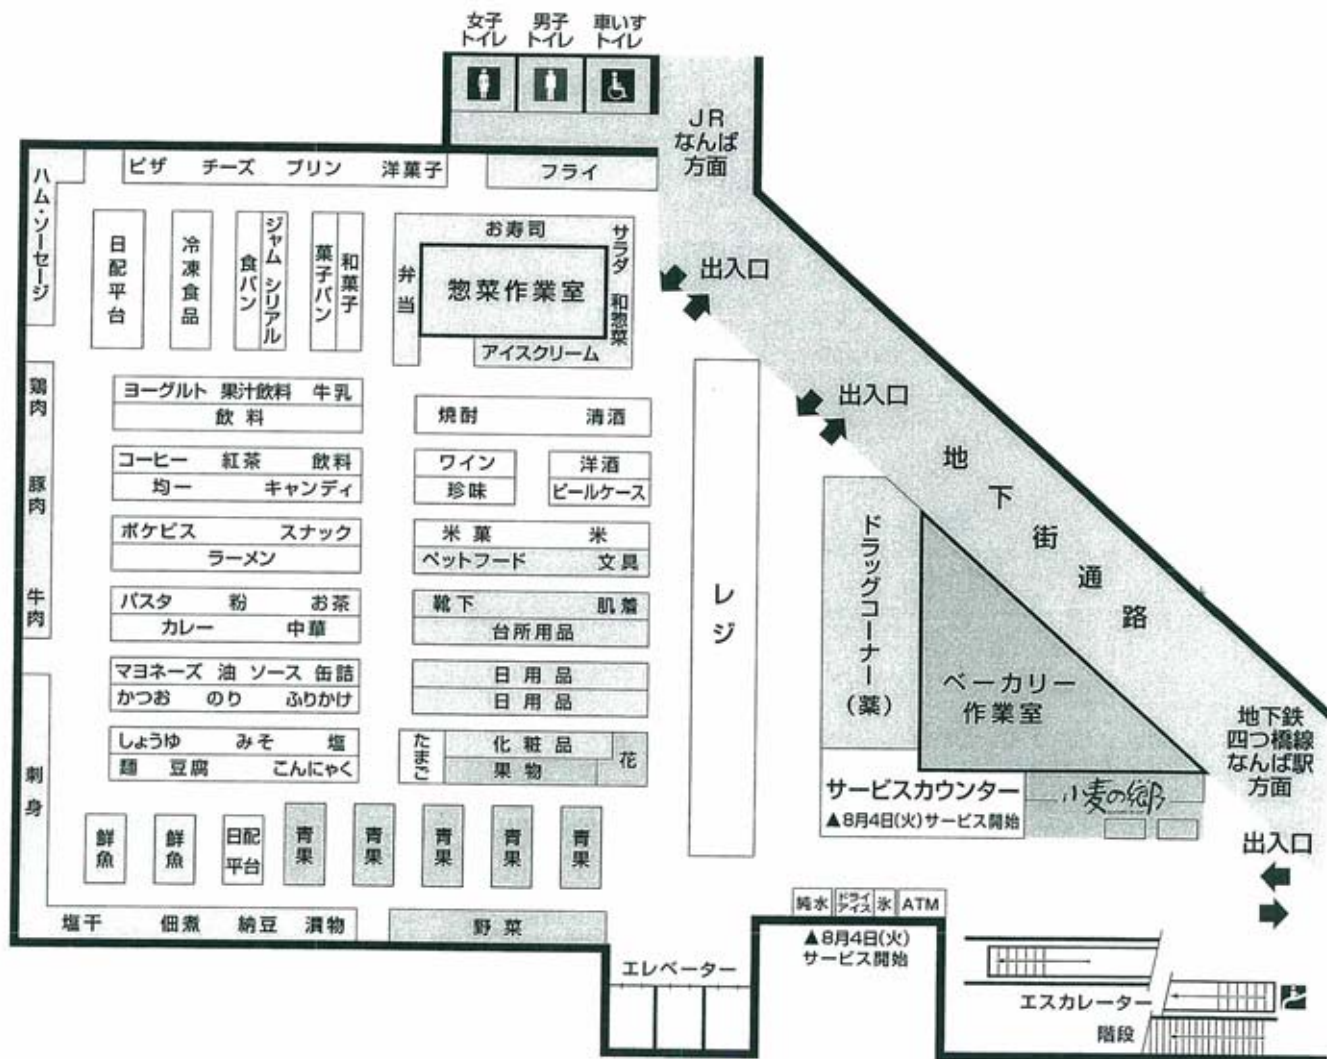 女子
トイレ
男子
トイレ
車いす
トイレ
JR
なんば
方面
ハム・ソーセージ
ピザ チーズ プリン 洋菓子
フライ
日配平台
冷凍食品
食パン
ジャム シリアル
菓子パン
和菓子
弁当
お寿司
惣菜作業室
サラダ 和惣菜
アイスクリーム
出入口
出入口
地下街通路
鶏肉 豚肉 牛肉
ヨーグルト 果汁飲料 牛乳
飲料
コーヒー 紅茶 飲料
均一 キャンディ
ポケビス スナック
ラーメン
パスタ 粉 お茶
カレー 中華
マヨネーズ 油 ソース 缶詰
かつお のり ふりかけ
しょうゆ みそ 塩
麺 豆腐 こんにゃく
焼酎 清酒
ワイン
珍味
洋酒
ビールケース
米菓 米
ペットフード 文具
靴下 肌着
台所用品
日用品
日用品
たまご
化粧品
果物
花
レジ
ドラッグコーナー(薬)
ベーカリー
作業室
地下鉄
四つ橋線
なんば駅
方面
サービスカウンター
▲8月4日(火)サービス開始
小麦の郷
出入口
刺身
鮮魚
鮮魚
日配
平台
青果
青果
青果
青果
青果
塩干 佃煮 納豆 漬物
野菜
純水
ドライ
アイス
氷
ATM
▲8月4日(火)
サービス開始
エレベーター
エスカレーター
階段